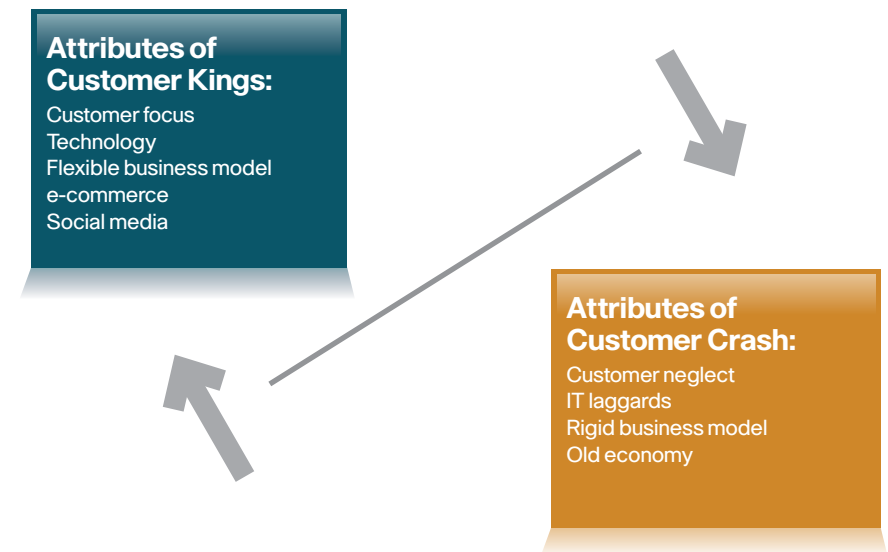 Attributes of
Customer Kings:
Customer focus
Technology
Flexible business model
e-commerce
Social media
Attributes of
Customer Crash:
Customer neglect
IT laggards
Rigid business model
Old economy